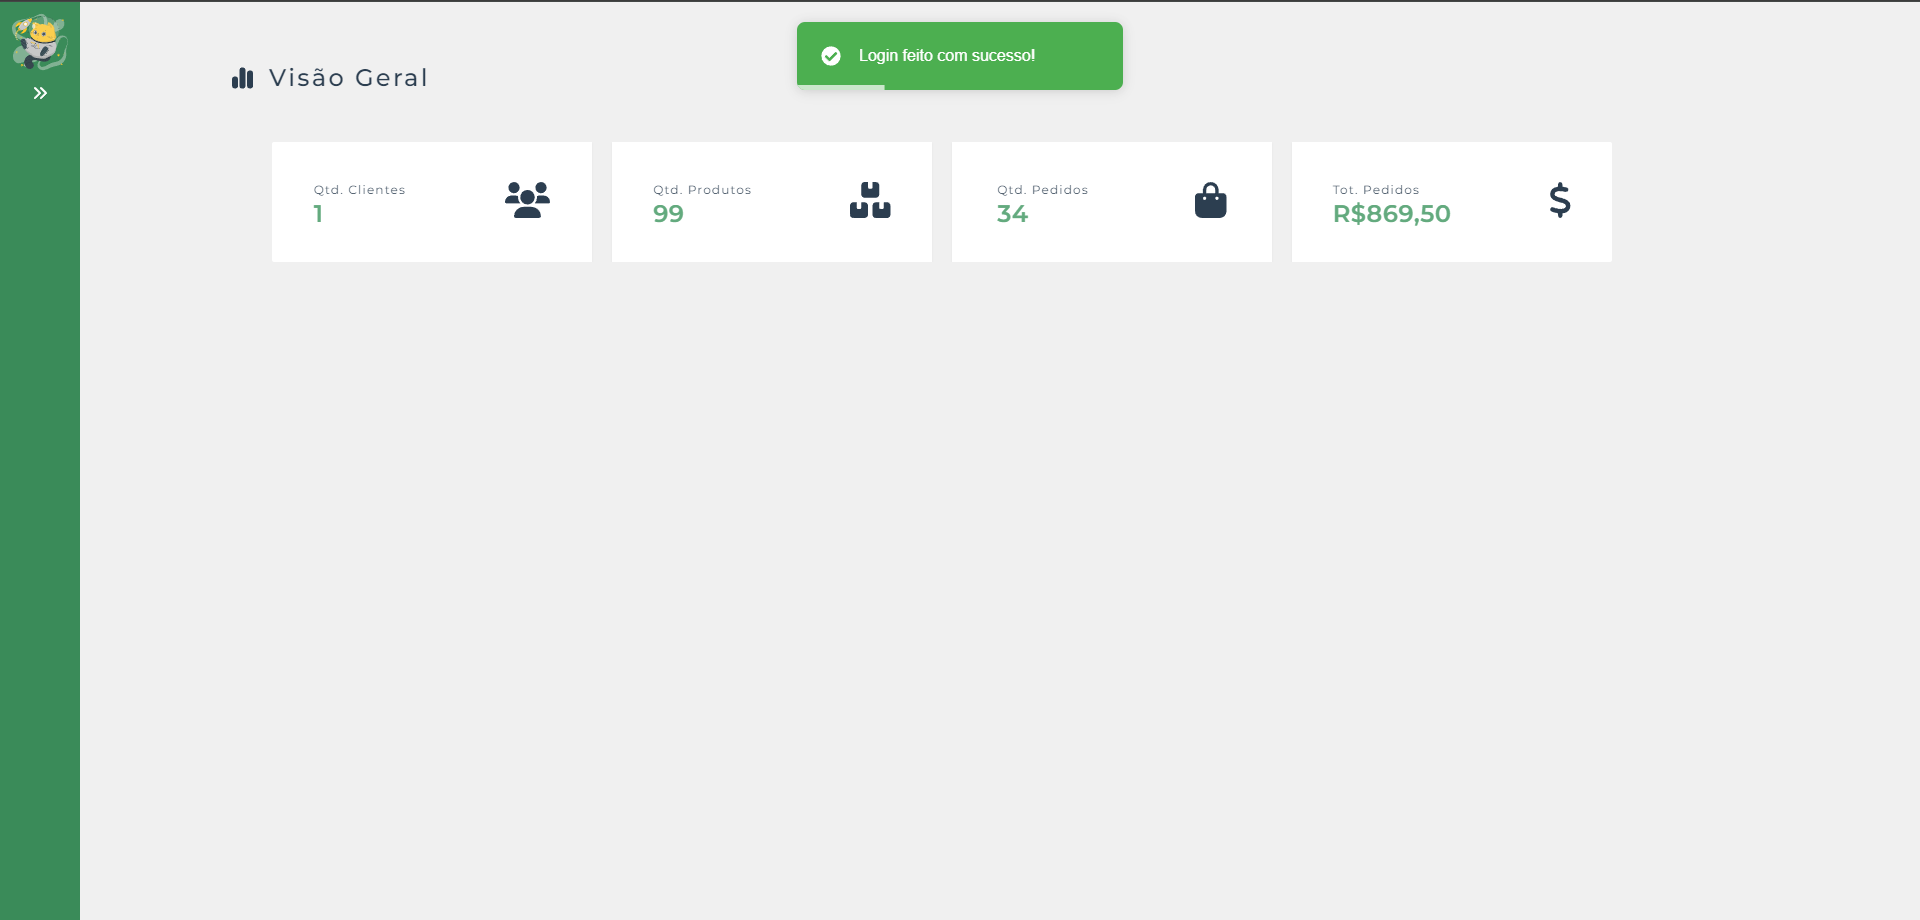 Login feito com sucesso!
Visão Geral
Qtd. Clientes
1
Qtd. Produtos
99
Qtd. Pedidos
34
Tot. Pedidos
R$869,50